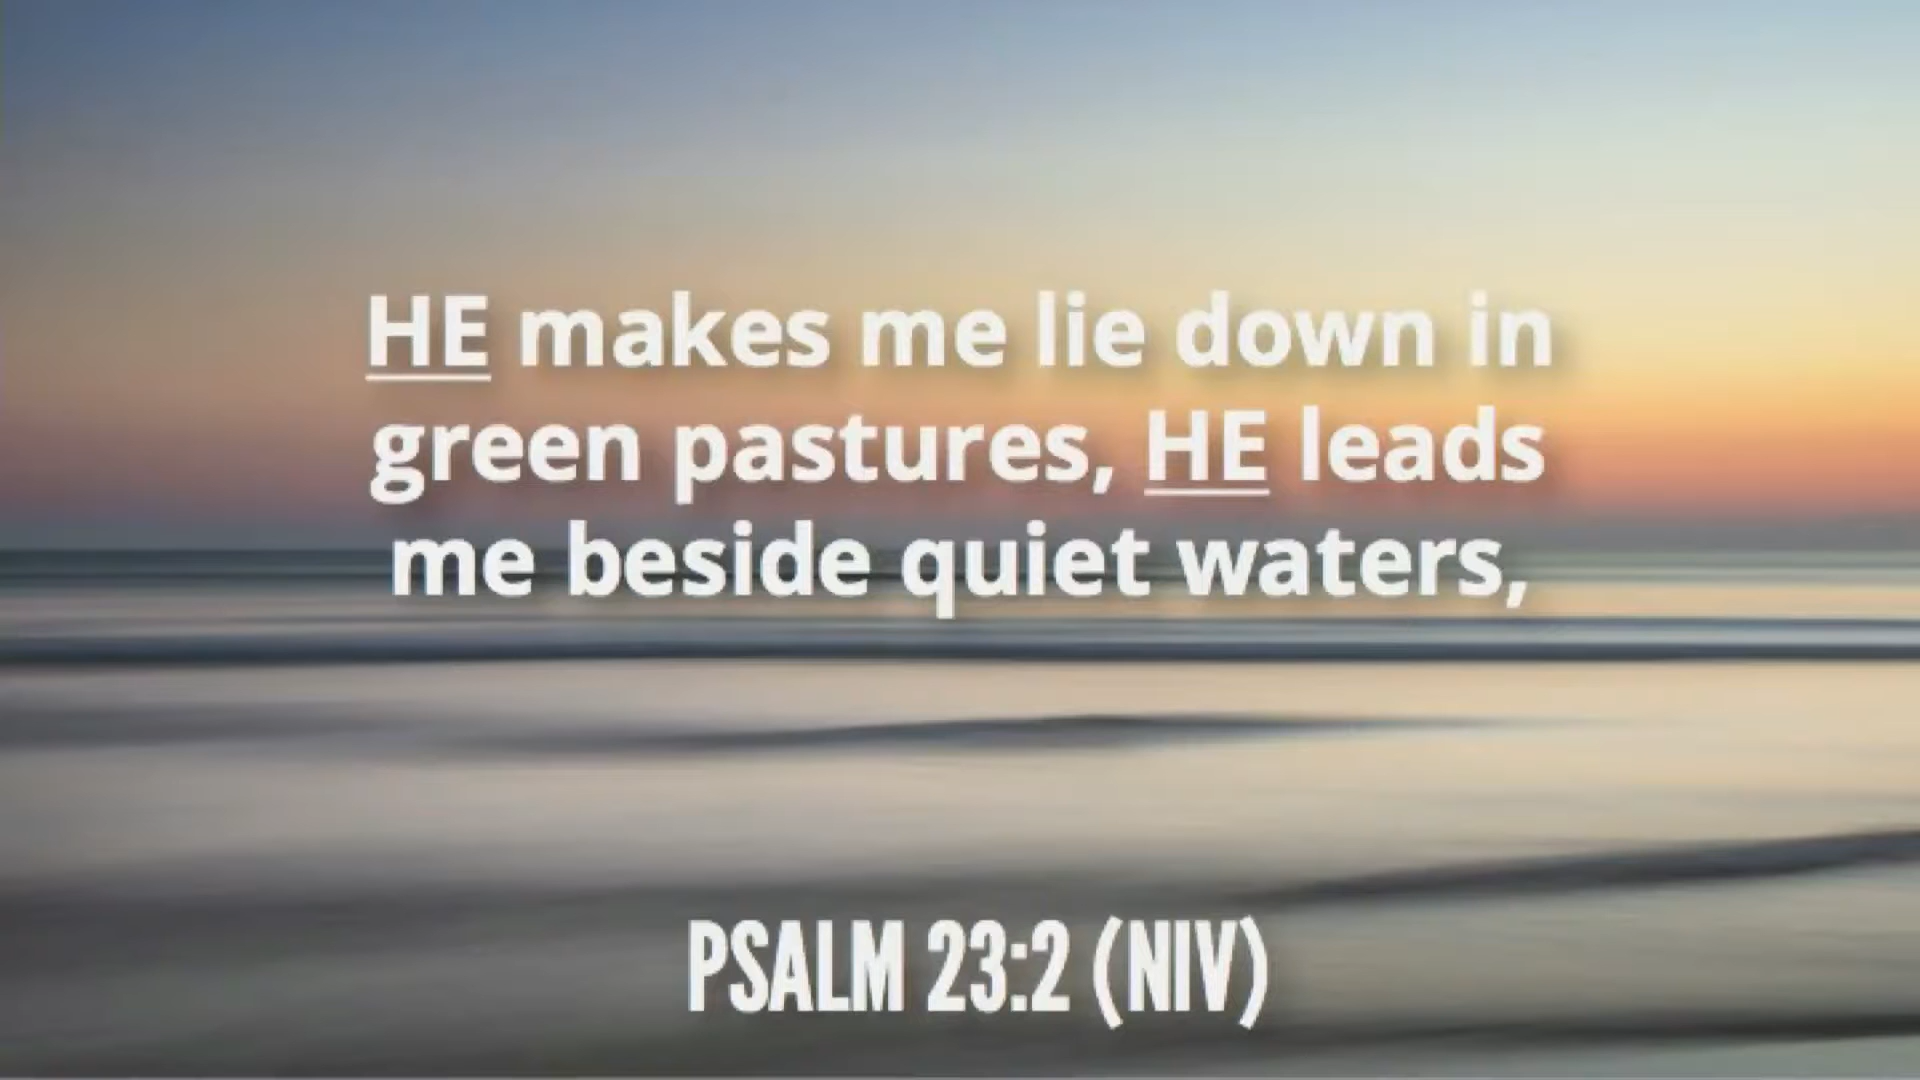 HE makes me lie down in
green pastures, HE leads
me beside quiet waters,
PSALM 23:2 (NIV)